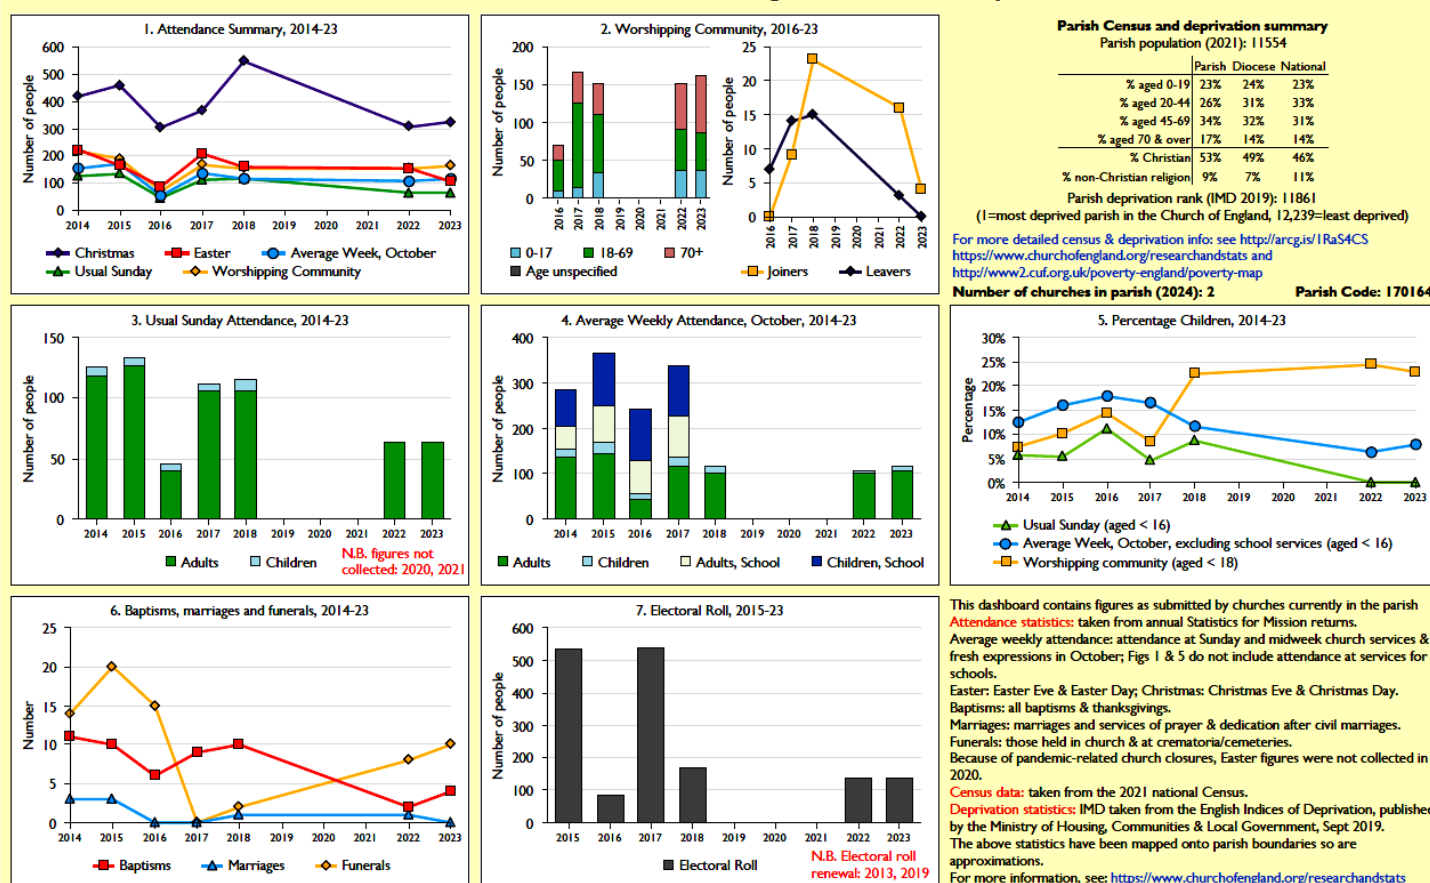 1. Attendance Summary, 2014-23
Number of people
600
500
400
300
200
100
0
2014 2015 2016 2017 2018 2019 2020 2021 2022 2023
Christmas Easter Average Week, October
Usual Sunday Worshipping Community
2. Worshipping Community, 2016-23
Number of people
200
150
100
50
0
2016 2017 2018 2019 2020 2021 2022 2023
0-17 18-69 70+
Age unspecified
Number of people
25
20
15
10
5
0
2016 2017 2018 2019 2020 2021 2022 2023
Joiners Leavers
Parish Census and deprivation summary
Parish population (2021): 11554
Parish Diocese National
% aged 0-19 23% 24% 23%
% aged 20-44 26% 31% 33%
% aged 45-69 34% 32% 31%
% aged 70 & over 17% 14% 14%
% Christian 53% 49% 46%
% non-Christian religion 9% 7% 11%
Parish deprivation rank (IMD 2019): 11861
(1=most deprived parish in the Church of England, 12,239=least deprived)
For more detailed census & deprivation info: see http://arcg.is/1RaS4CS
https://www.churchofengland.org/researchandstats and
http://www2.cuf.org.uk/poverty-england/poverty-map
Number of churches in parish (2024): 2 Parish Code: 170164
3. Usual Sunday Attendance, 2014-23
Number of people
150
100
50
0
2014 2015 2016 2017 2018 2019 2020 2021 2022 2023
Adults Children
N.B. figures not
collected: 2020, 2021
4. Average Weekly Attendance, October, 2014-23
Number of people
400
300
200
100
0
2014 2015 2016 2017 2018 2019 2020 2021 2022 2023
Adults Children Adults, School Children, School
5. Percentage Children, 2014-23
Percentage
30%
25%
20%
15%
10%
5%
0%
2014 2015 2016 2017 2018 2019 2020 2021 2022 2023
Usual Sunday (aged < 16)
Average Week, October, excluding school services (aged < 16)
Worshipping community (aged < 18)
6. Baptisms, marriages and funerals, 2014-23
Number
25
20
15
10
5
0
2014 2015 2016 2017 2018 2019 2020 2021 2022 2023
Baptisms Marriages Funerals
7. Electoral Roll, 2015-23
Number of people
600
500
400
300
200
100
0
2015 2016 2017 2018 2019 2020 2021 2022 2023
Electoral Roll
N.B. Electoral roll
renewal: 2013, 2019
This dashboard contains figures as submitted by churches currently in the parish
Attendance statistics: taken from annual Statistics for Mission returns.
Average weekly attendance: attendance at Sunday and midweek church services &
fresh expressions in October; Figs 1 & 5 do not include attendance at services for
schools.
Easter: Easter Eve & Easter Day; Christmas: Christmas Eve & Christmas Day.
Baptisms: all baptisms & thanksgivings.
Marriages: marriages and services of prayer & dedication after civil marriages.
Funerals: those held in church & at crematoria/cemeteries.
Because of pandemic-related church closures, Easter figures were not collected in
2020.
Census data: taken from the 2021 national Census.
Deprivation statistics: IMD taken from the English Indices of Deprivation, published
by the Ministry of Housing, Communities & Local Government, Sept 2019.
The above statistics have been mapped onto parish boundaries so are
approximations.
For more information, see: https://www.churchofengland.org/researchandstats